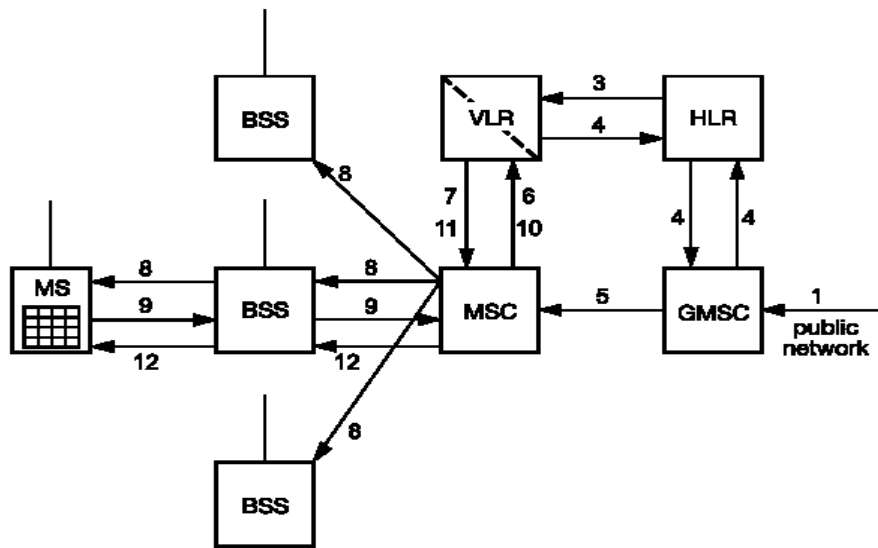 BSS
VLR
HLR
3
4
8
7
6
11
10
4
4
MS
8
9
12
BSS
8
9
12
MSC
5
GMSC
1
public
network
8
BSS